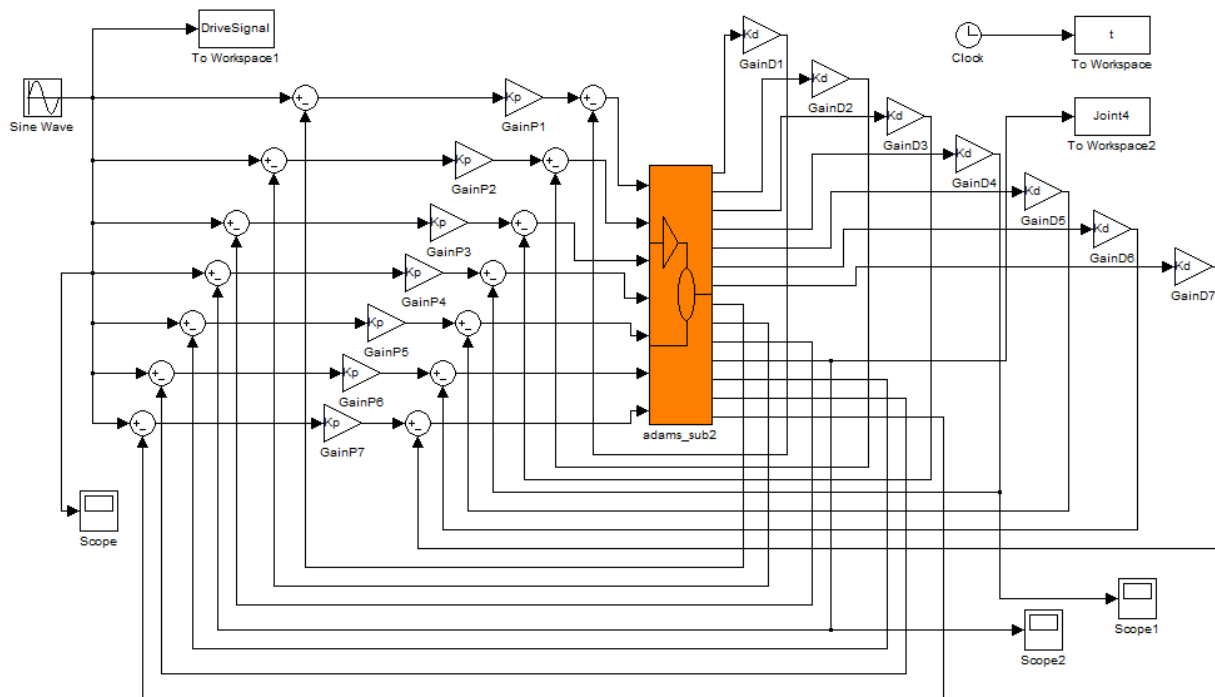 DriveSignal
To Workspace1
Kd
GainD1
Clock
t
To Workspace
Sine Wave
Kp
GainP1
Kd
GainD2
Kd
GainD3
Joint4
To Workspace2
Kp
GainP2
Kd
GainD4
Kp
GainP3
Kd
GainD5
Kd
GainD6
Kp
GainP4
Kd
GainD7
Kp
GainP5
Kp
GainP6
Kp
GainP7
adams_sub2
Scope
Scope1
Scope2